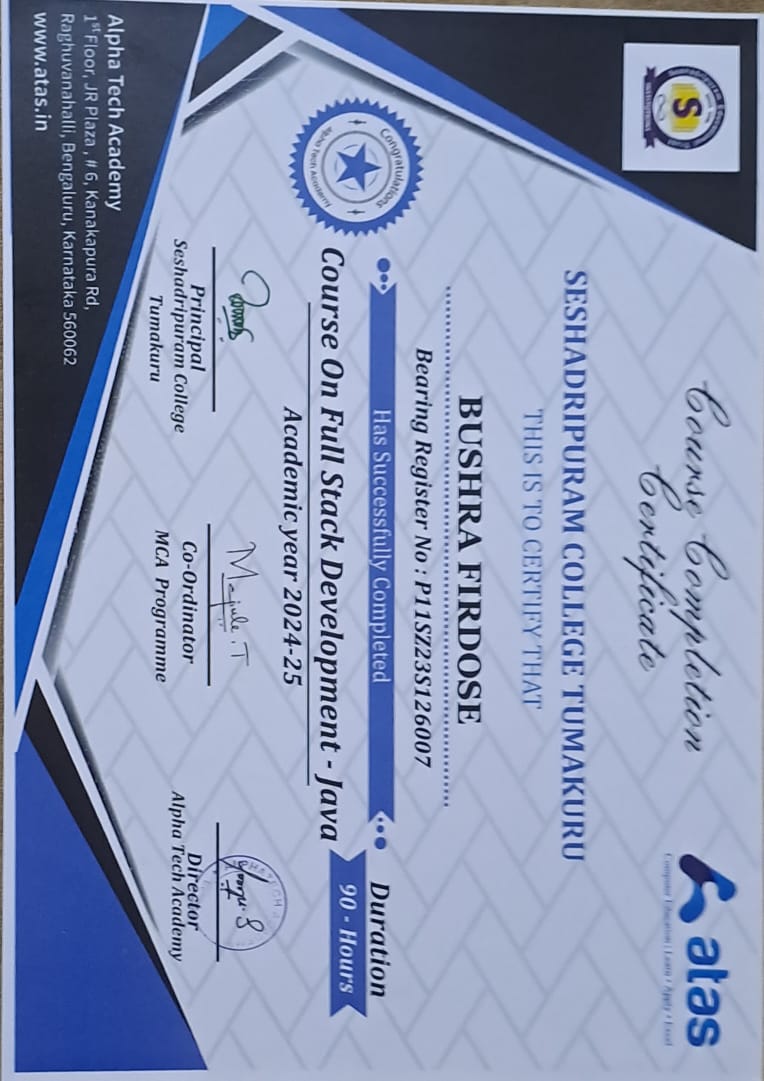 S
INSTITUTIONS
atas
Computer Education | Learn • Apply • Excel
Course Completion
Certificate
SESHADRIPURAM COLLEGE TUMAKURU
THIS IS TO CERTIFY THAT
BUSHRA FIRDOSE
Bearing Register No : P11SZ23S126007
Has Successfully Completed
Duration
90 - Hours
Course On Full Stack Development - Java
Academic year 2024-25
Congratulations
Alpha Tech Academy
Manjule.T
Principal
Seshadripuram College
Tumakuru
Co-Ordinator
MCA Programme
Director
Alpha Tech Academy
Alpha Tech Academy
1st Floor, JR Plaza , # 6, Kanakapura Rd,
Raghuvanahalli, Bengaluru, Karnataka 560062
www.atas.in